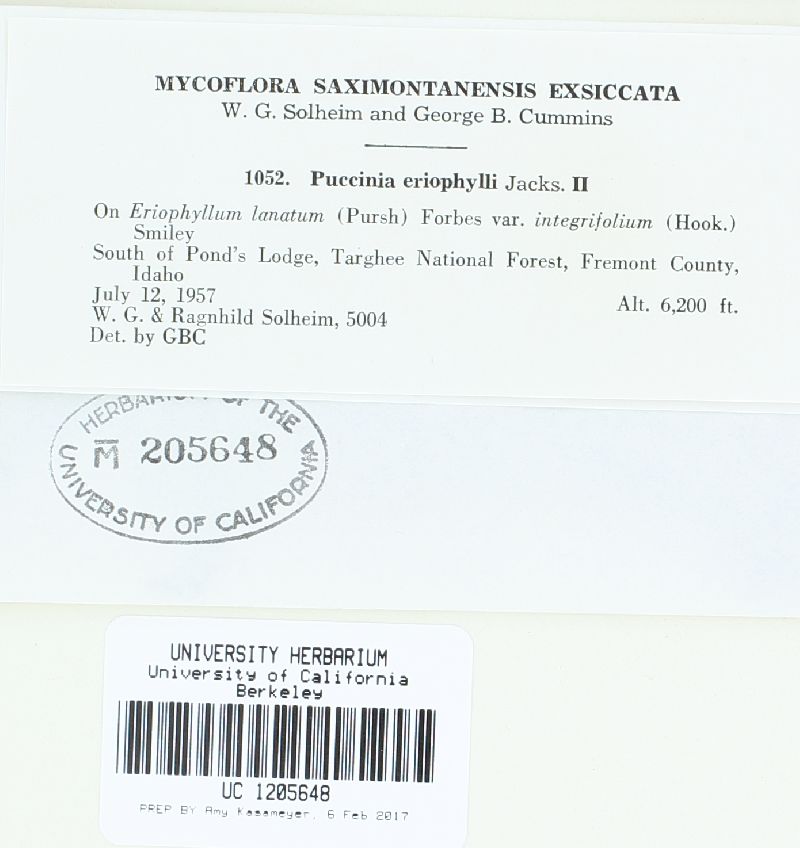 MYCOFLORA SAXIMONTANENSIS EXSICCATA
W. G. Solheim and George B. Cummins
1052. Puccinia eriophylli Jacks. II
On Eriophyllum lanatum (Pursh) Forbes var. integrifolium (Hook.)
Smiley
South of Pond's Lodge, Targhee National Forest, Fremont County,
Idaho
July 12, 1957 Alt. 6,200 ft.
W. G. & Ragnhild Solheim, 5004
Det. by GBC
HERBARIUM OF THE
M 205648
UNIVERSITY OF CALIFORNIA
UNIVERSITY HERBARIUM
University of California
Berkeley
UC 1205648
PREP BY Amy Kasameyer, 6 Feb 2017